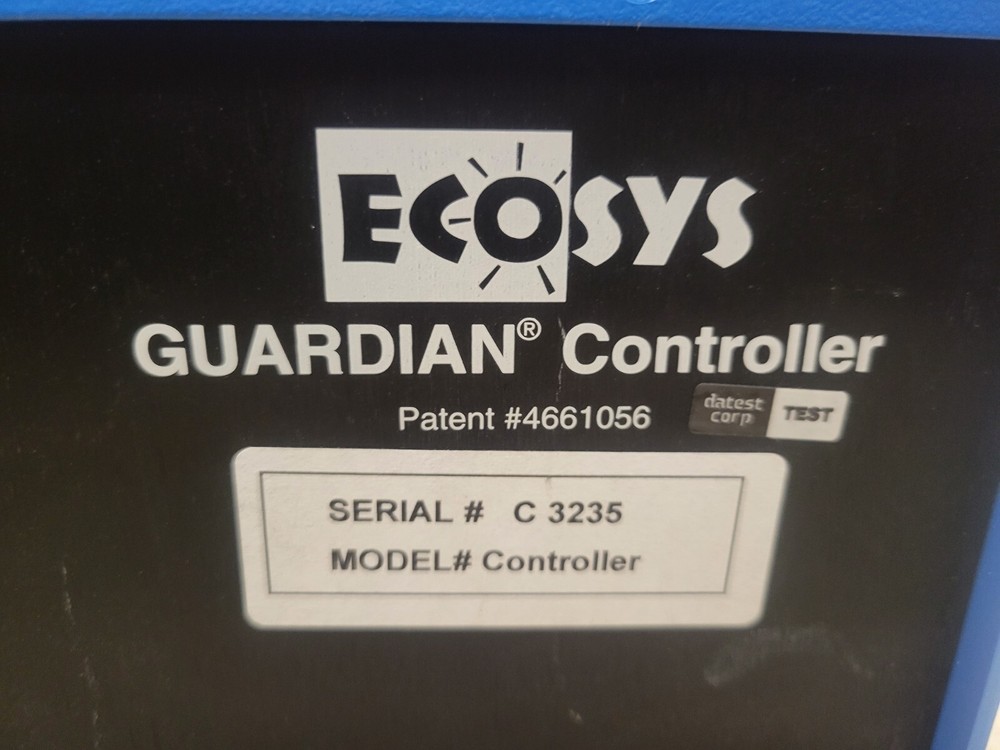 ECOSYS
GUARDIAN® Controller
Patent #4661056
datest
corp
TEST
SERIAL # C 3235
MODEL# Controller